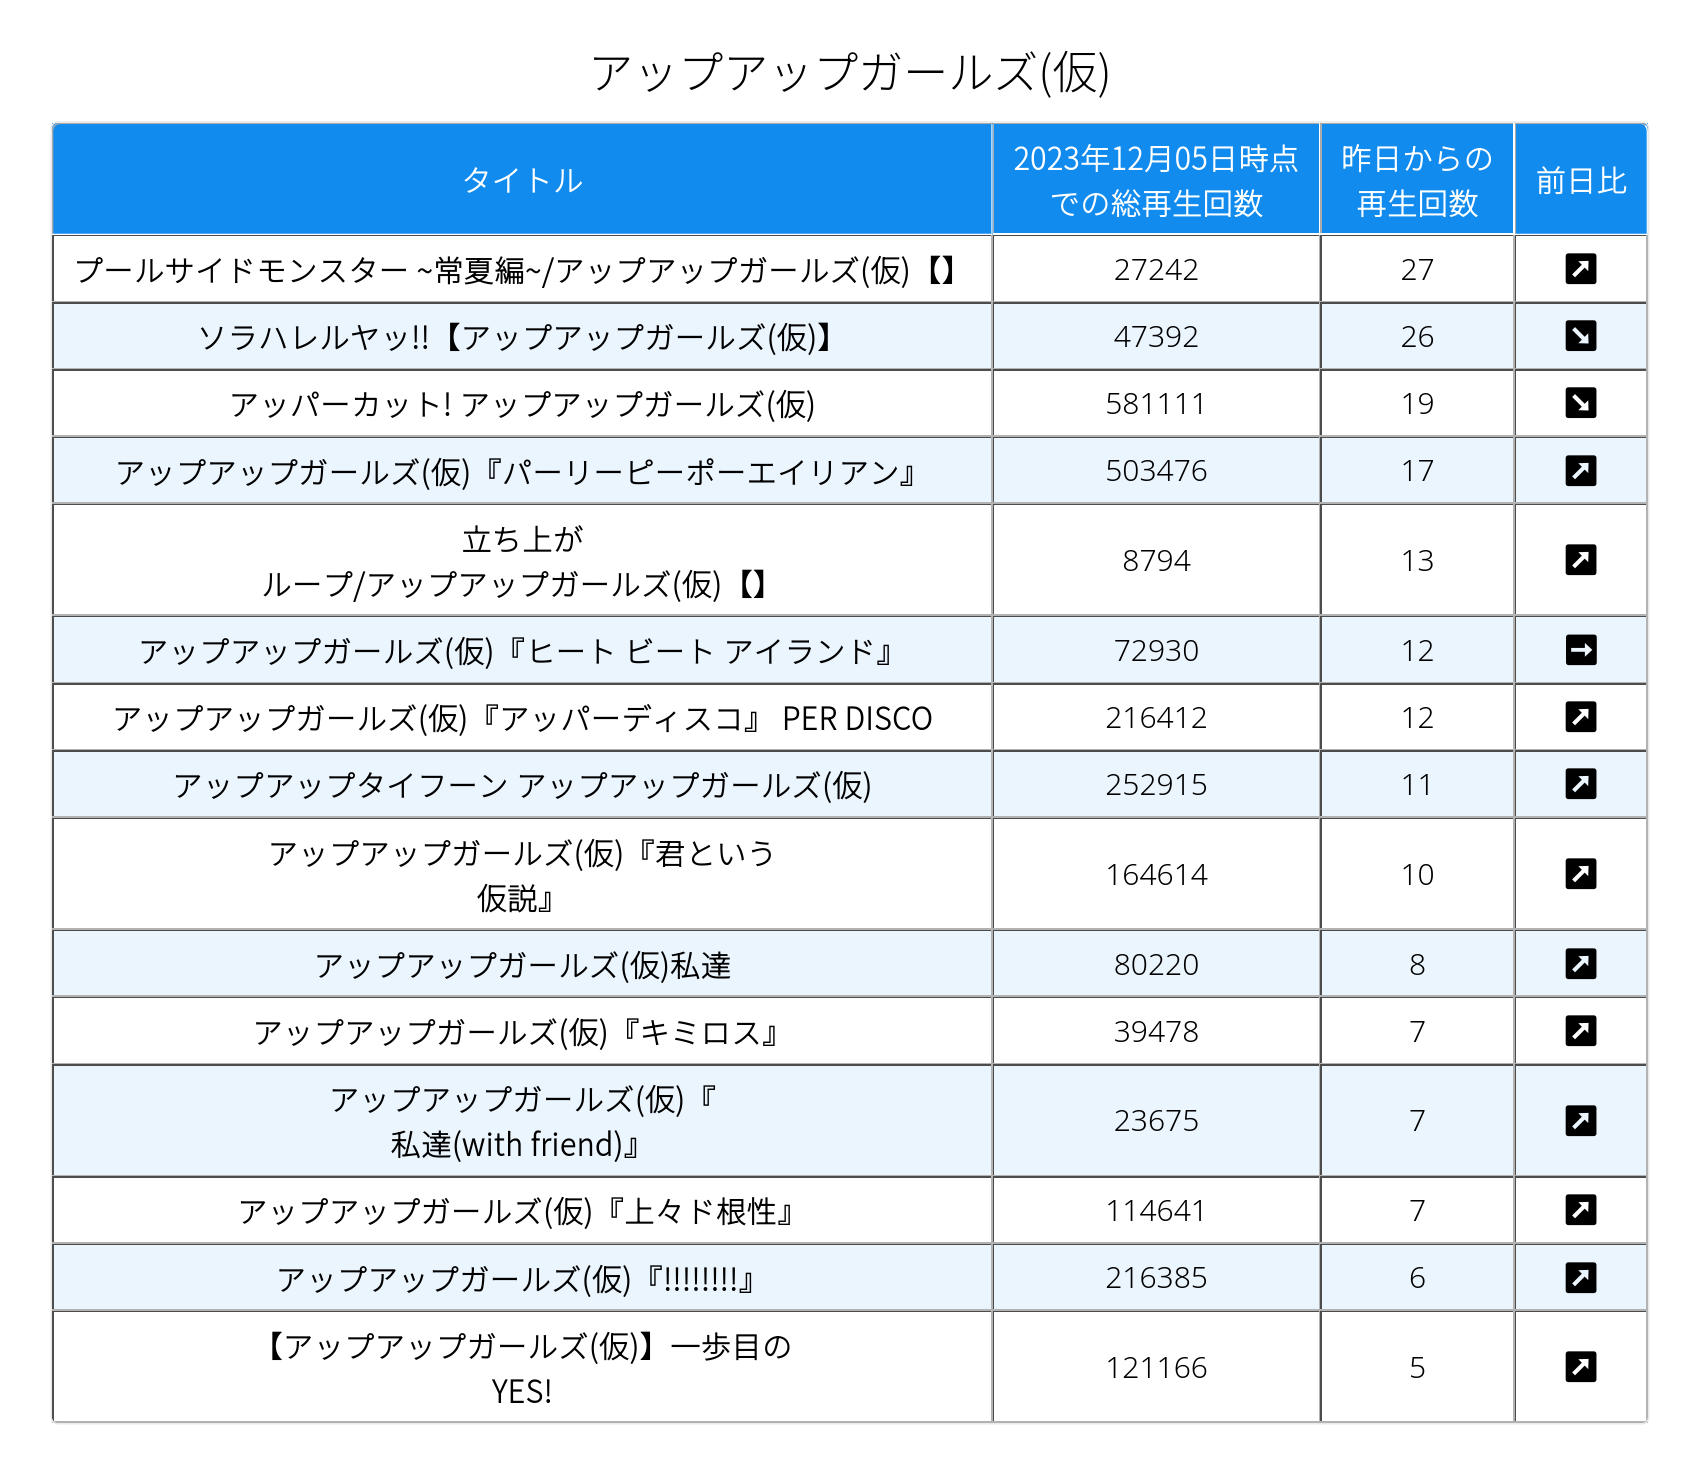 アップアップガールズ(仮)
タイトル
2023年12月05日時点
での総再生回数
昨日からの
再生回数
前日比
プールサイドモンスター ~常夏編~/アップアップガールズ(仮)【】
27242
27
ソラハレルヤッ!!【アップアップガールズ(仮)】
47392
26
アッパーカット! アップアップガールズ(仮)
581111
19
アップアップガールズ(仮)『パーリーピーポーエイリアン』
503476
17
立ち上が
ループ/アップアップガールズ(仮)【】
8794
13
アップアップガールズ(仮)『ヒート ビート アイランド』
72930
12
アップアップガールズ(仮)『アッパーディスコ』 PER DISCO
216412
12
アップアップタイフーン アップアップガールズ(仮)
252915
11
アップアップガールズ(仮)『君という
仮説』
164614
10
アップアップガールズ(仮)私達
80220
8
アップアップガールズ(仮)『キミロス』
39478
7
アップアップガールズ(仮)『
私達(with friend)』
23675
7
アップアップガールズ(仮)『上々ド根性』
114641
7
アップアップガールズ(仮)『!!!!!!!!』
216385
6
【アップアップガールズ(仮)】一歩目の
YES!
121166
5